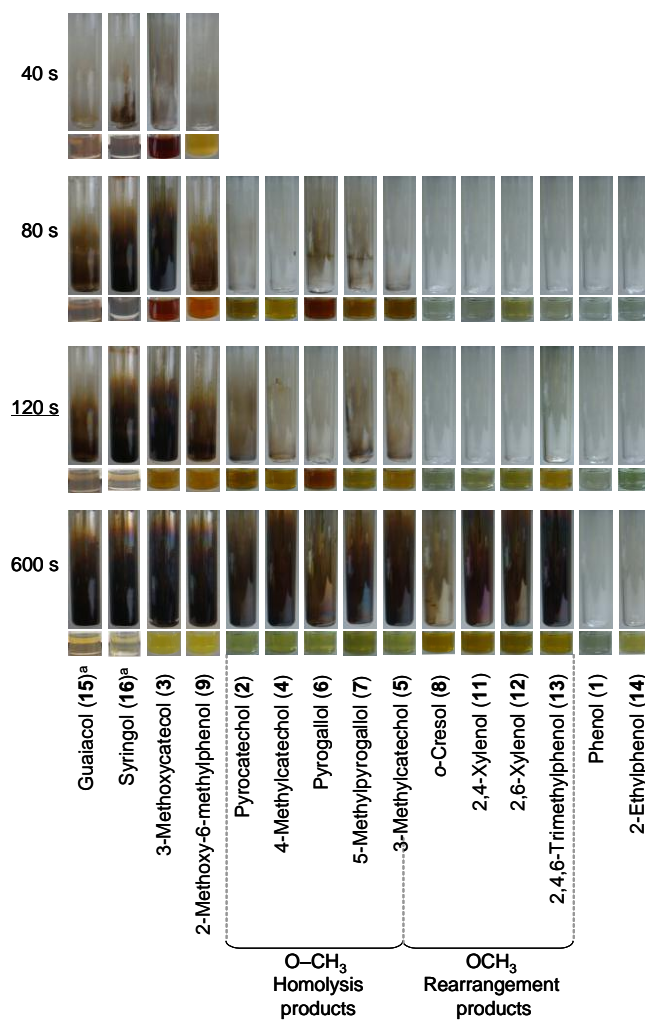 40 s
80 s
120 s
600 s
Guaiacol (15)ᵃ
Syringol (16)ᵃ
3-Methoxycatecol (3)
2-Methoxy-6-methylphenol (9)
Pyrocatechol (2)
4-Methylcatechol (4)
Pyrogallol (6)
5-Methylpyrogallol (7)
3-Methylcatechol (5)
o-Cresol (8)
2,4-Xylenol (11)
2,6-Xylenol (12)
2,4,6-Trimethylphenol (13)
Phenol (1)
2-Ethylphenol (14)
O–CH₃
Homolysis
products
OCH₃
Rearrangement
products